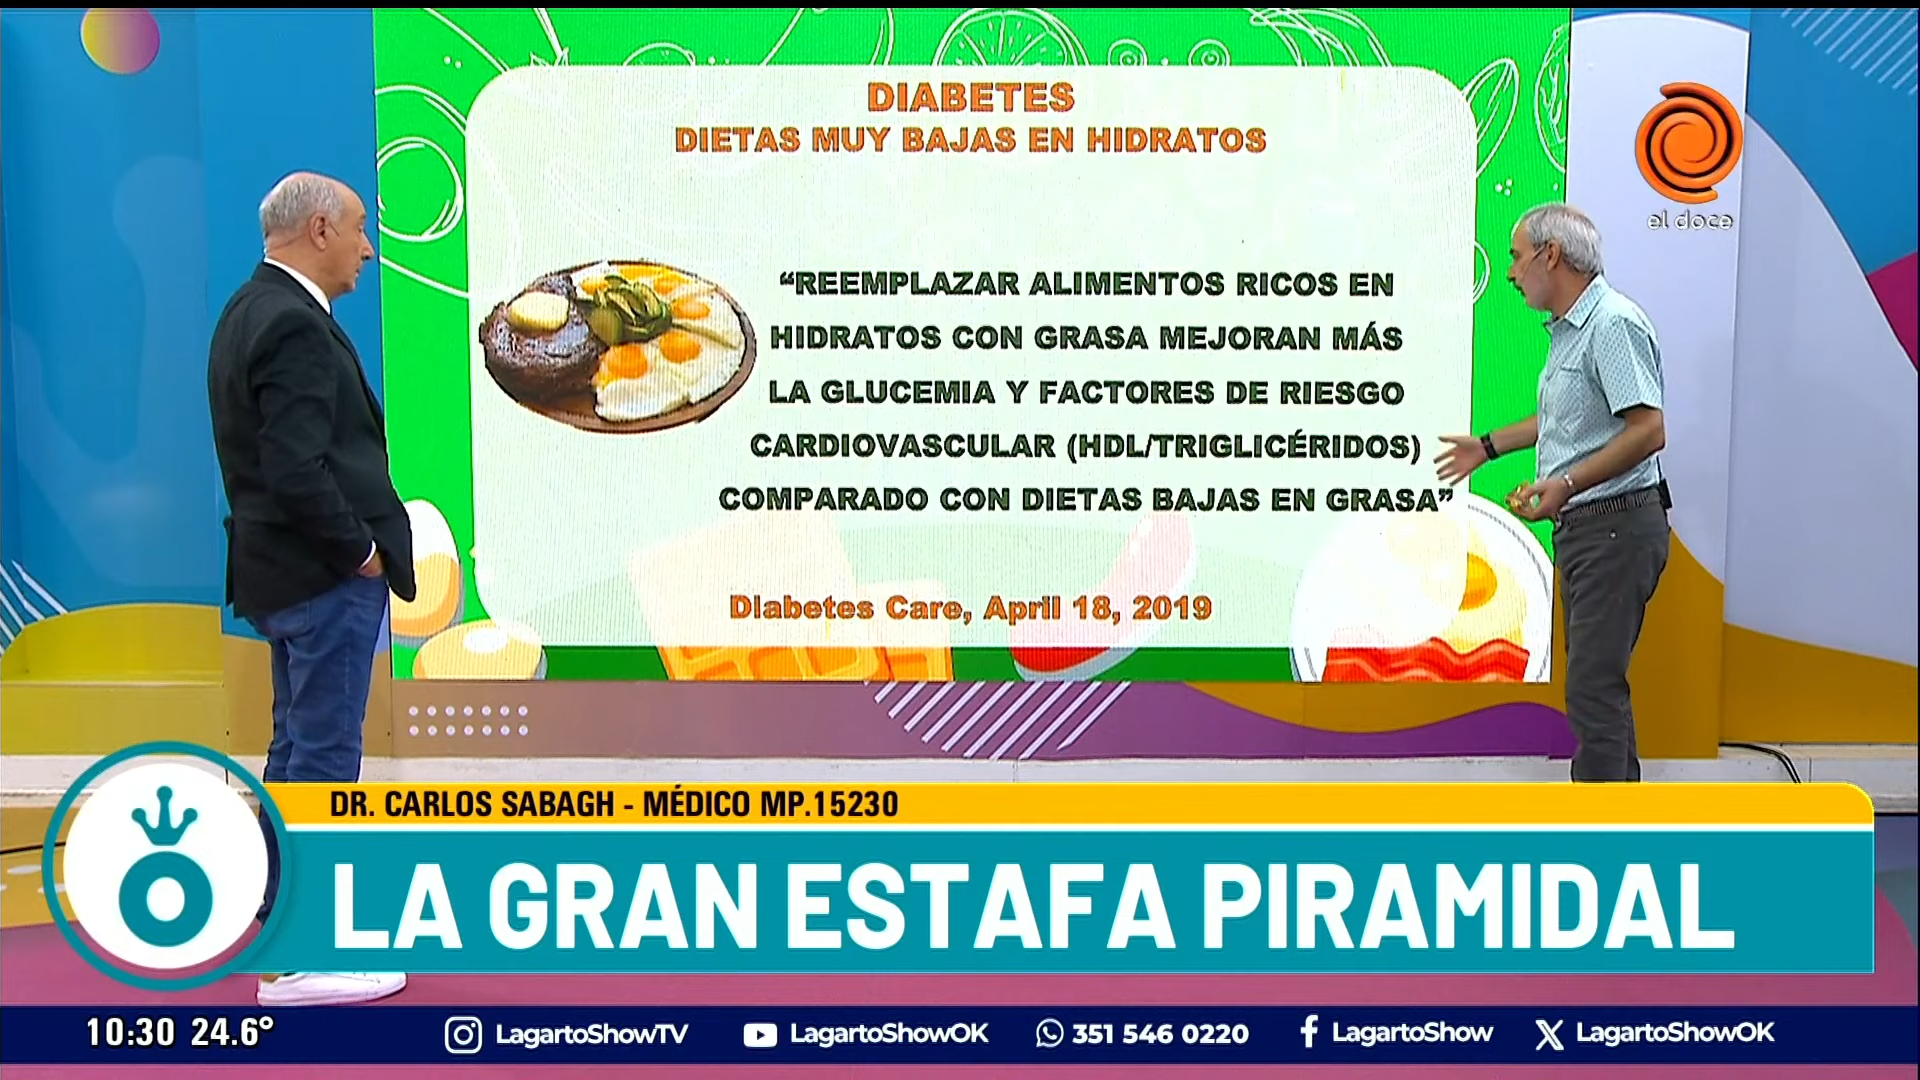 DIABETES
DIETAS MUY BAJAS EN HIDRATOS
el doce
“REEMPLAZAR ALIMENTOS RICOS EN
HIDRATOS CON GRASA MEJORAN MÁS
LA GLUCEMIA Y FACTORES DE RIESGO
CARDIOVASCULAR (HDL/TRIGLICÉRIDOS)
COMPARADO CON DIETAS BAJAS EN GRASA”
Diabetes Care, April 18, 2019
DR. CARLOS SABAGH - MÉDICO MP.15230
LA GRAN ESTAFA PIRAMIDAL
10:30 24.6° LagartoShowTV LagartoShowOK 351 546 0220 LagartoShow LagartoShowOK